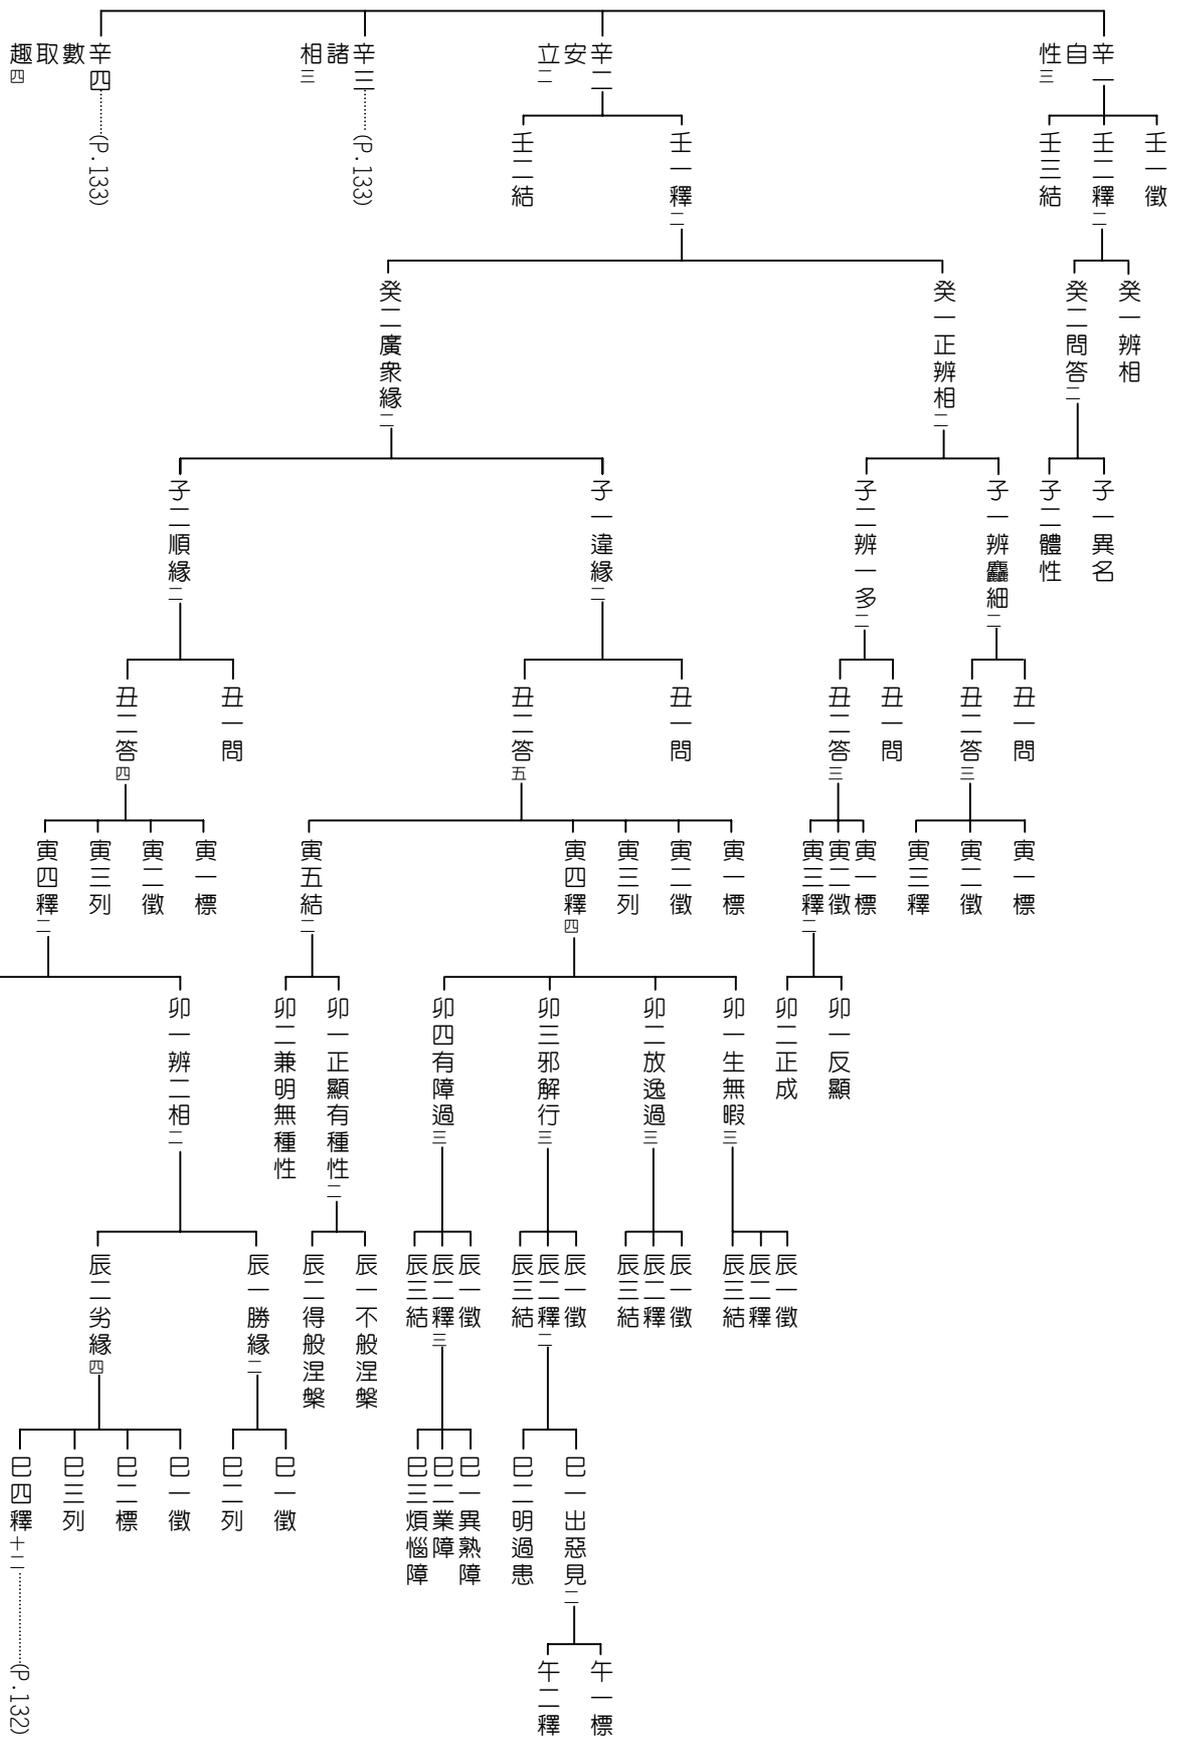 辛一自性三
壬一徵
壬二釋二
癸一辨相
癸二問答二
子一異名
子二體性
壬三結
辛二安立二
壬一釋二
癸一正辨相二
子一辨麤細二
丑一問
丑二答三
寅一標
寅二徵
寅三釋
子二辨一多二
丑一問
丑二答三
寅一標
寅二徵
寅三釋二
卯一反顯
卯二正成
癸二廣衆緣二
子一違緣二
丑一問
丑二答五
寅一標
寅二徵
寅三列
寅四釋四
卯一生無暇三
辰一徵
辰二釋
辰三結
卯二放逸過三
辰一徵
辰二釋
辰三結
卯三邪解行三
辰一徵
辰二釋二
巳一出惡見二
午一標
午二釋
巳二明過患
辰三結
卯四有障過三
辰一徵
辰二釋三
巳一異熟障
巳二業障
巳三煩惱障
辰三結
寅五結二
卯一正顯有種性二
辰一不般涅槃
辰二得般涅槃
卯二兼明無種性
子二順緣二
丑一問
丑二答四
寅一標
寅二徵
寅三列
寅四釋二
卯一辨二相二
辰一勝緣二
巳一徵
巳二列
辰二劣緣四
巳一徵
巳二標
巳三列
巳四釋十二………(P.132)
壬二結
辛三……(P.133)
諸相三
辛四……(P.133)
數取趣四